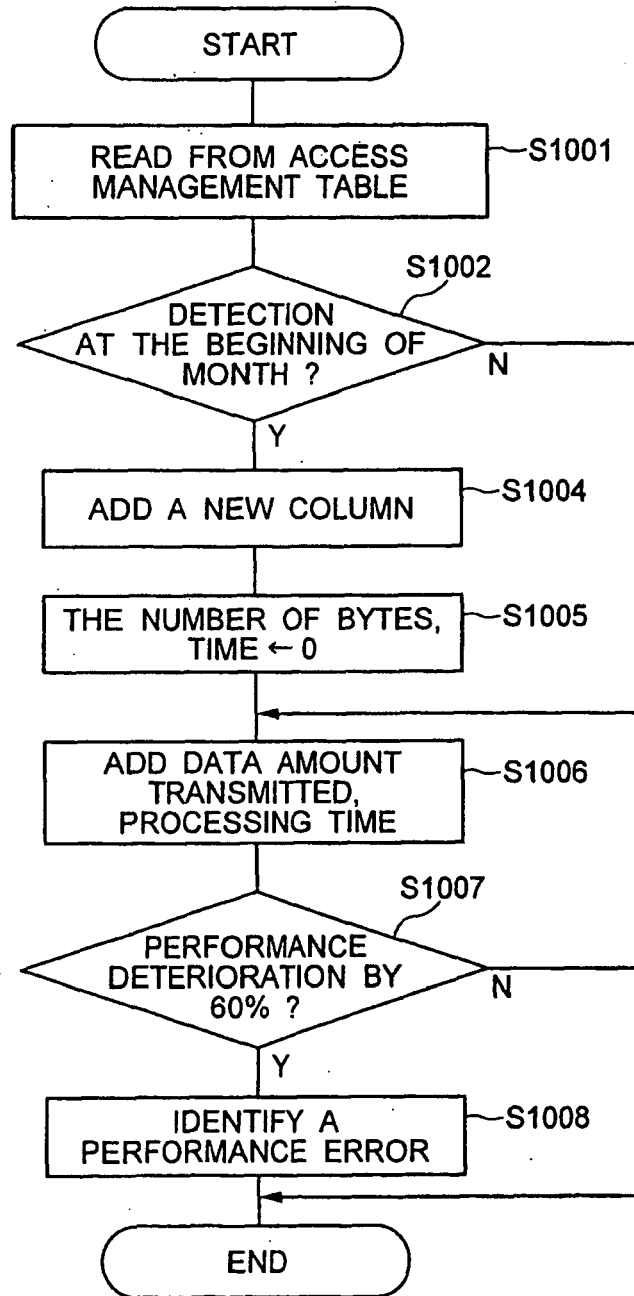 START
READ FROM ACCESS
MANAGEMENT TABLE
S1001
S1002
DETECTION
AT THE BEGINNING OF
MONTH ?
N
Y
ADD A NEW COLUMN
S1004
THE NUMBER OF BYTES,
TIME ← 0
S1005
ADD DATA AMOUNT
TRANSMITTED,
PROCESSING TIME
S1006
S1007
PERFORMANCE
DETERIORATION BY
60% ?
N
Y
IDENTIFY A
PERFORMANCE ERROR
S1008
END